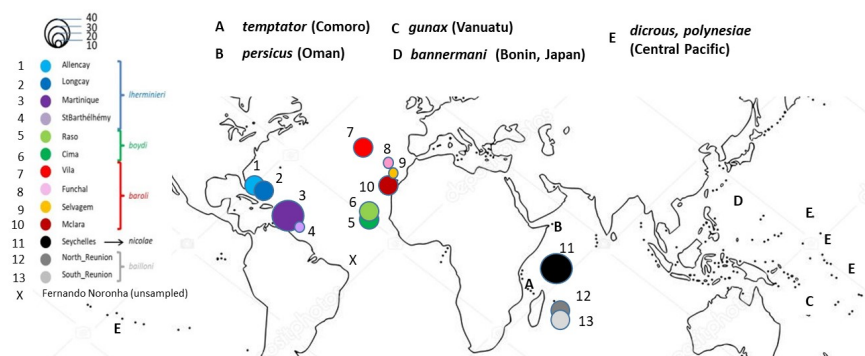 40
30
20
10
A temptator (Comoro)
B persicus (Oman)
C gunax (Vanuatu)
D bannermani (Bonin, Japan)
E dicrous, polynesiae
(Central Pacific)
1 Allencay
2 Longcay
3 Martinique
4 StBarthélhémy
lherminieri
5 Raso
6 Cima
boydi
7 Vila
8 Funchal
9 Selvagem
10 Mclara
baroli
11 Seychelles → nicolae
12 North_Reunion
13 South_Reunion
bailloni
X Fernando Noronha (unsampled)
1
2
3
4
7
8
9
10
6
5
X
B
11
A
12
13
D
E
E
E
C
E